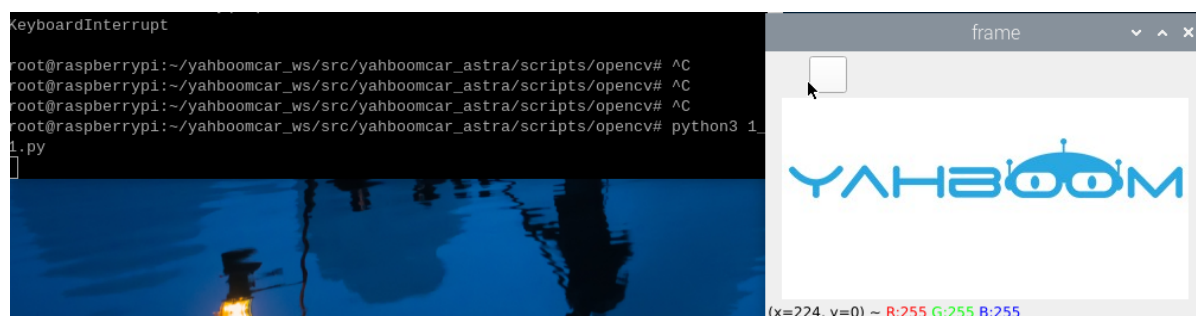 KeyboardInterrupt
root@raspberrypi:~/yahboomcar_ws/src/yahboomcar_astra/scripts/opencv# ^C
root@raspberrypi:~/yahboomcar_ws/src/yahboomcar_astra/scripts/opencv# ^C
root@raspberrypi:~/yahboomcar_ws/src/yahboomcar_astra/scripts/opencv# ^C
root@raspberrypi:~/yahboomcar_ws/src/yahboomcar_astra/scripts/opencv# python3 1_
1.py
frame
YAHBOOM
(x=224, y=0) ~ R:255 G:255 B:255